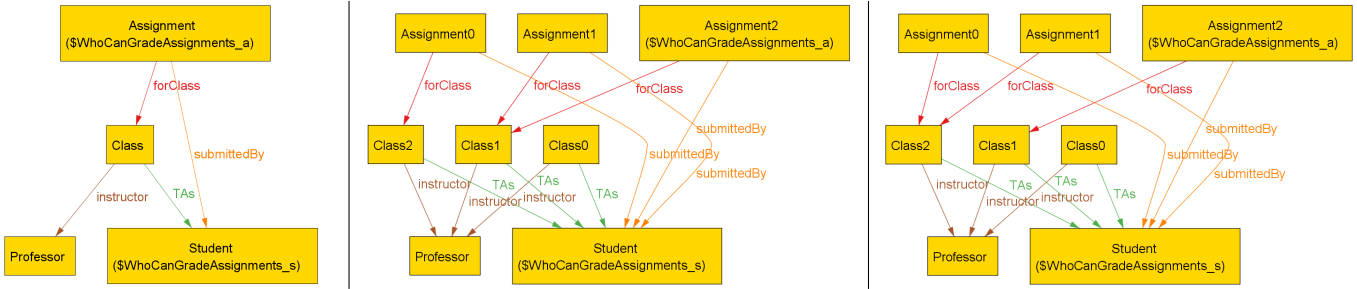 Assignment
($WhoCanGradeAssignments_a)
forClass
Class
submittedBy
instructor
TAs
Professor
Student
($WhoCanGradeAssignments_s)
Assignment0
Assignment1
Assignment2
($WhoCanGradeAssignments_a)
forClass
forClass
forClass
submittedBy
Class2
Class1
Class0
submittedBy
submittedBy
instructor
TAs
TAs
TAs
instructor
instructor
Professor
Student
($WhoCanGradeAssignments_s)
Assignment0
Assignment1
Assignment2
($WhoCanGradeAssignments_a)
forClass
forClass
forClass
submittedBy
Class2
Class1
Class0
submittedBy
submittedBy
instructor
TAs
TAs
TAs
instructor
instructor
Professor
Student
($WhoCanGradeAssignments_s)